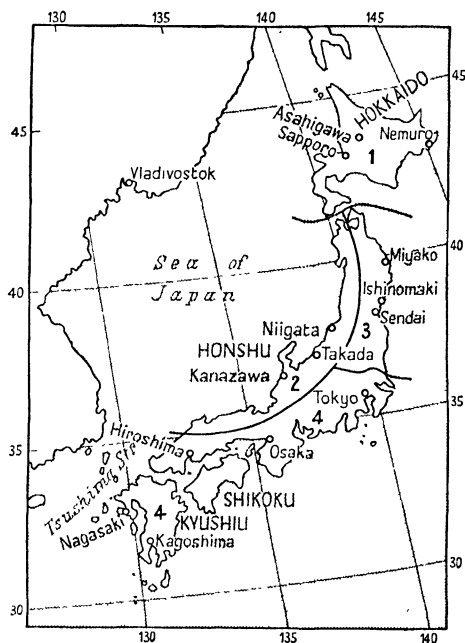 130
135
140
145
45
HOKKAIDO
Asahigawa
Sapporo
Nemuro
1
45
Vladivostok
Miyako
40
Sea of
Japan
Ishinomaki
Sendai
40
Niigata
3
HONSHU
Takada
Kanazawa
2
Tokyo
4
35
Hiroshima
Osaka
35
Tsushima Str
SHIKOKU
4
KYUSHIU
Nagasaki
Kagoshima
30
30
130
135
140